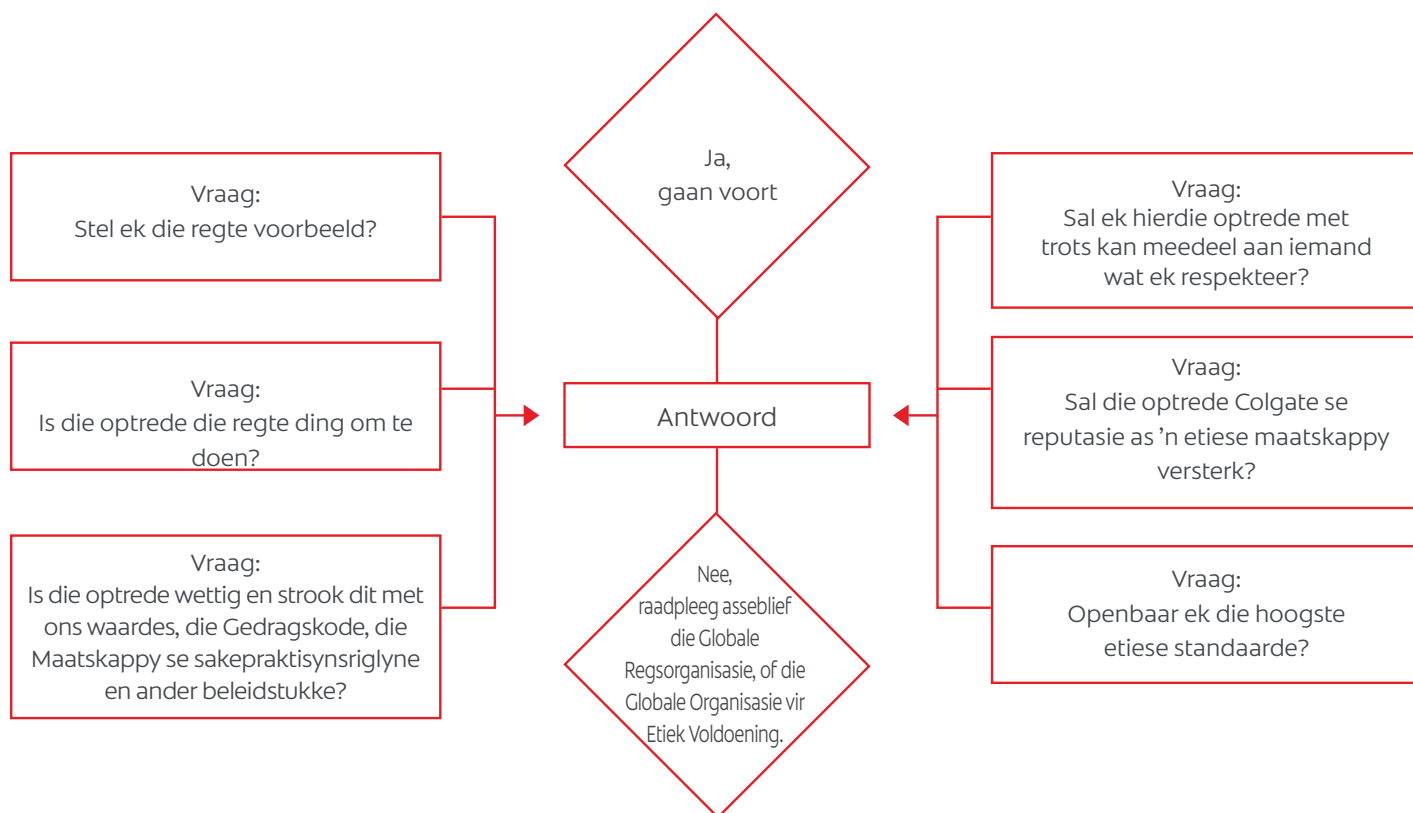 Vraag:
Stel ek die regte voorbeeld?
Vraag:
Is die optrede die regte ding om te
doen?
Vraag:
Is die optrede wettig en strook dit met
ons waardes, die Gedragskode, die
Maatskappy se sakepraktisynsriglyne
en ander beleidstukke?
Ja,
gaan voort
Antwoord
Nee,
raadpleeg asseblief
die Globale
Regsorganisasie, of die
Globale Organisasie vir
Etiek Voldoening.
Vraag:
Sal ek hierdie optrede met
trots kan meedeel aan iemand
wat ek respekteer?
Vraag:
Sal die optrede Colgate se
reputasie as ’n etiese maatskappy
versterk?
Vraag:
Openbaar ek die hoogste
etiese standaarde?